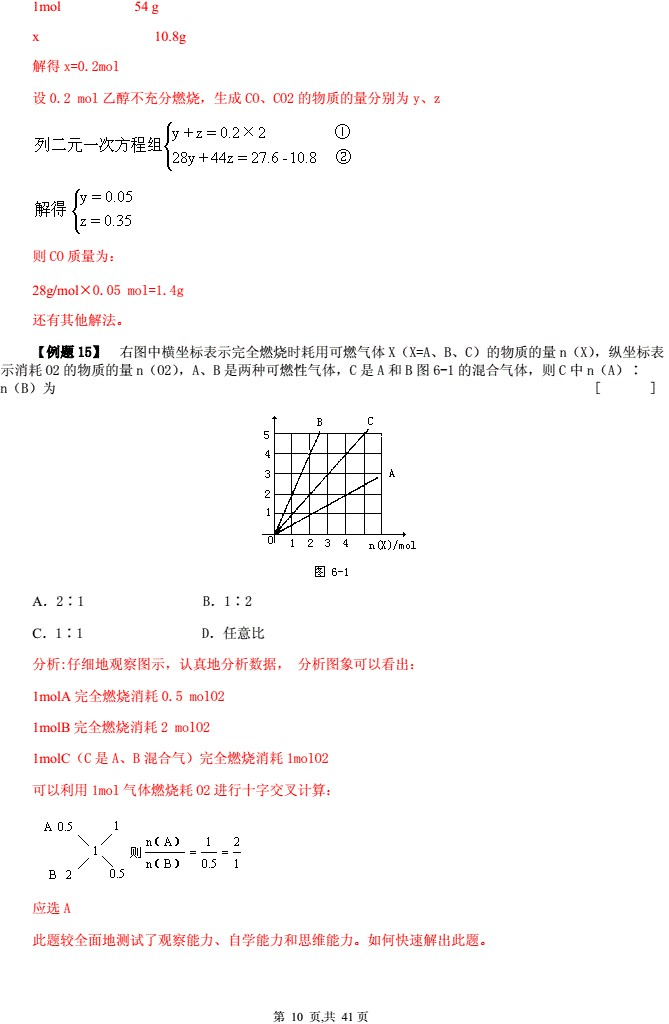 1mol 54 g
x 10.8g
解得 x=0.2mol
设 0.2 mol 乙醇不充分燃烧，生成 CO、CO2 的物质的量分别为 y、z
列二元一次方程组 { y＋z＝0.2×2 ①
28y＋44z＝27.6-10.8 ②
解得 { y＝0.05
z＝0.35
则 CO 质量为：
28g/mol×0.05 mol=1.4g
还有其他解法。
【例题 15】 右图中横坐标表示完全燃烧时耗用可燃气体 X（X=A、B、C）的物质的量 n（X），纵坐标表
示消耗 O2 的物质的量 n（O2），A、B 是两种可燃性气体，C 是 A 和 B 图 6-1 的混合气体，则 C 中 n（A）∶
n（B）为 [ ]
B C
5
4
3
2
1
A
0 1 2 3 4 n(X)/mol
图 6-1
A．2∶1 B．1∶2
C．1∶1 D．任意比
分析:仔细地观察图示，认真地分析数据， 分析图象可以看出：
1molA 完全燃烧消耗 0.5 molO2
1molB 完全燃烧消耗 2 molO2
1molC（C 是 A、B 混合气）完全燃烧消耗 1molO2
可以利用 1mol 气体燃烧耗 O2 进行十字交叉计算：
A 0.5 1
1 则 n(A)/n(B) = 1/0.5 = 2/1
B 2 0.5
应选 A
此题较全面地测试了观察能力、自学能力和思维能力。如何快速解出此题。
第 10 页,共 41 页